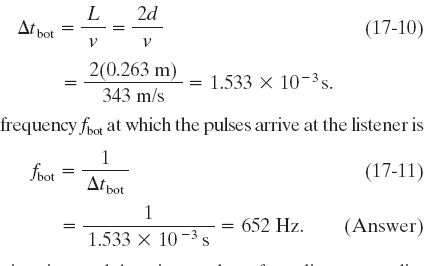 Δt_bot = L/v = 2d/v (17-10)
= 2(0.263 m)/343 m/s = 1.533 × 10⁻³ s.
frequency f_bot at which the pulses arrive at the listener is
f_bot = 1/Δt_bot (17-11)
= 1/1.533 × 10⁻³ s = 652 Hz. (Answer)